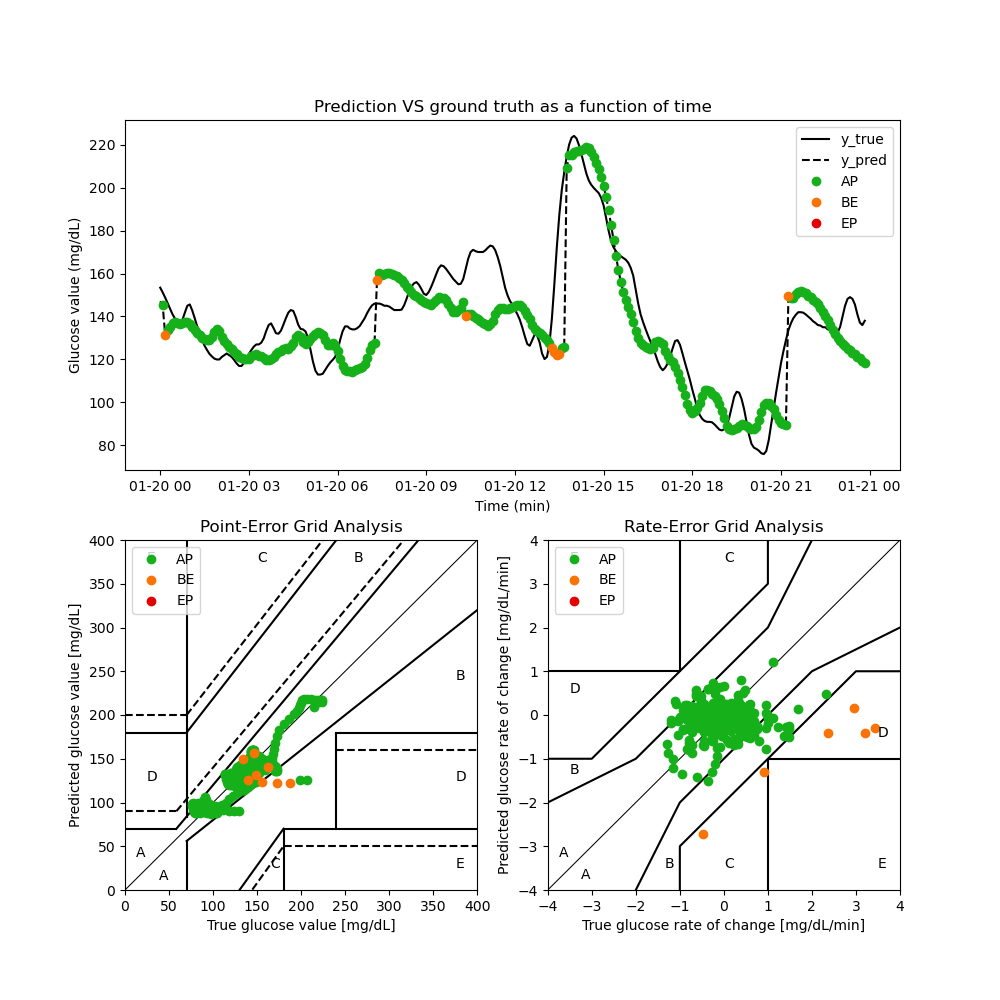 Prediction VS ground truth as a function of time
Glucose value (mg/dL)
220
200
180
160
140
120
100
80
y_true
y_pred
AP
BE
EP
01-20 00 01-20 03 01-20 06 01-20 09 01-20 12 01-20 15 01-20 18 01-20 21 01-21 00
Time (min)
Point-Error Grid Analysis
Predicted glucose value [mg/dL]
400
350
300
250
200
150
100
50
0
AP
BE
EP
C B
B
D D
A
A C E
0 50 100 150 200 250 300 350 400
True glucose value [mg/dL]
Rate-Error Grid Analysis
Predicted glucose rate of change [mg/dL/min]
4
3
2
1
0
−1
−2
−3
−4
AP
BE
EP
C
D
D
B
A
A B C E
−4 −3 −2 −1 0 1 2 3 4
True glucose rate of change [mg/dL/min]